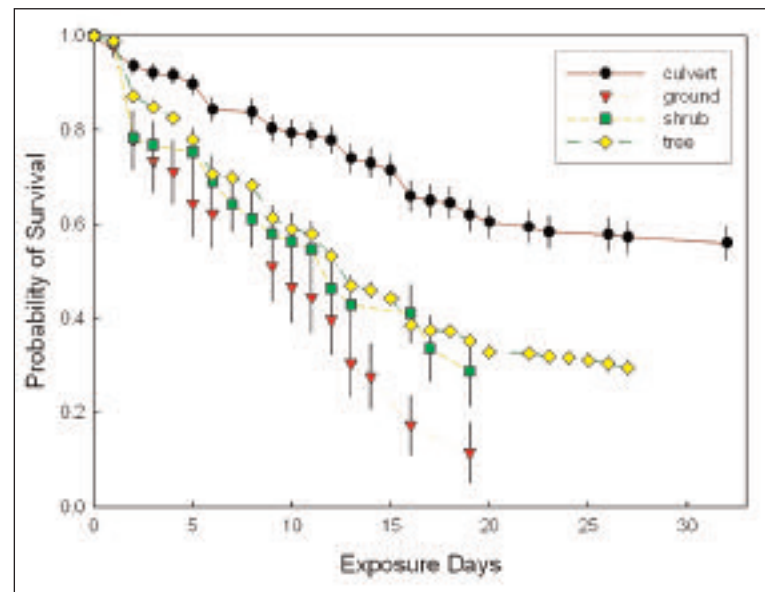 1.0
0.8
0.6
0.4
0.2
0.0
Probability of Survival
culvert
ground
shrub
tree
0 5 10 15 20 25 30
Exposure Days